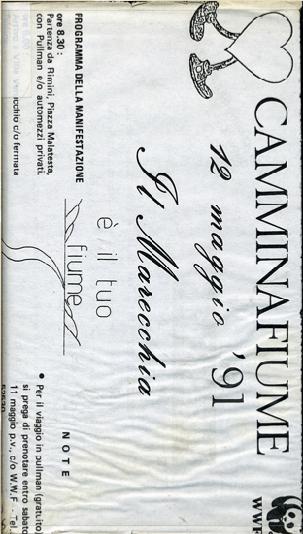 CAMMINAFIUME
12 maggio '91
Il Marecchia
è il tuo
fiume
WWF
PROGRAMMA DELLA MANIFESTAZIONE
ore 8.30 :
Partenza da Rimini, Piazza Malatesta,
con Pullman e/o automezzi privati.
c/o fermata
NOTE
• Per il viaggio in pullman (gratuito)
si prega di prenotare entro sabato
11 maggio p.v., c/o W.W.F - Tel.